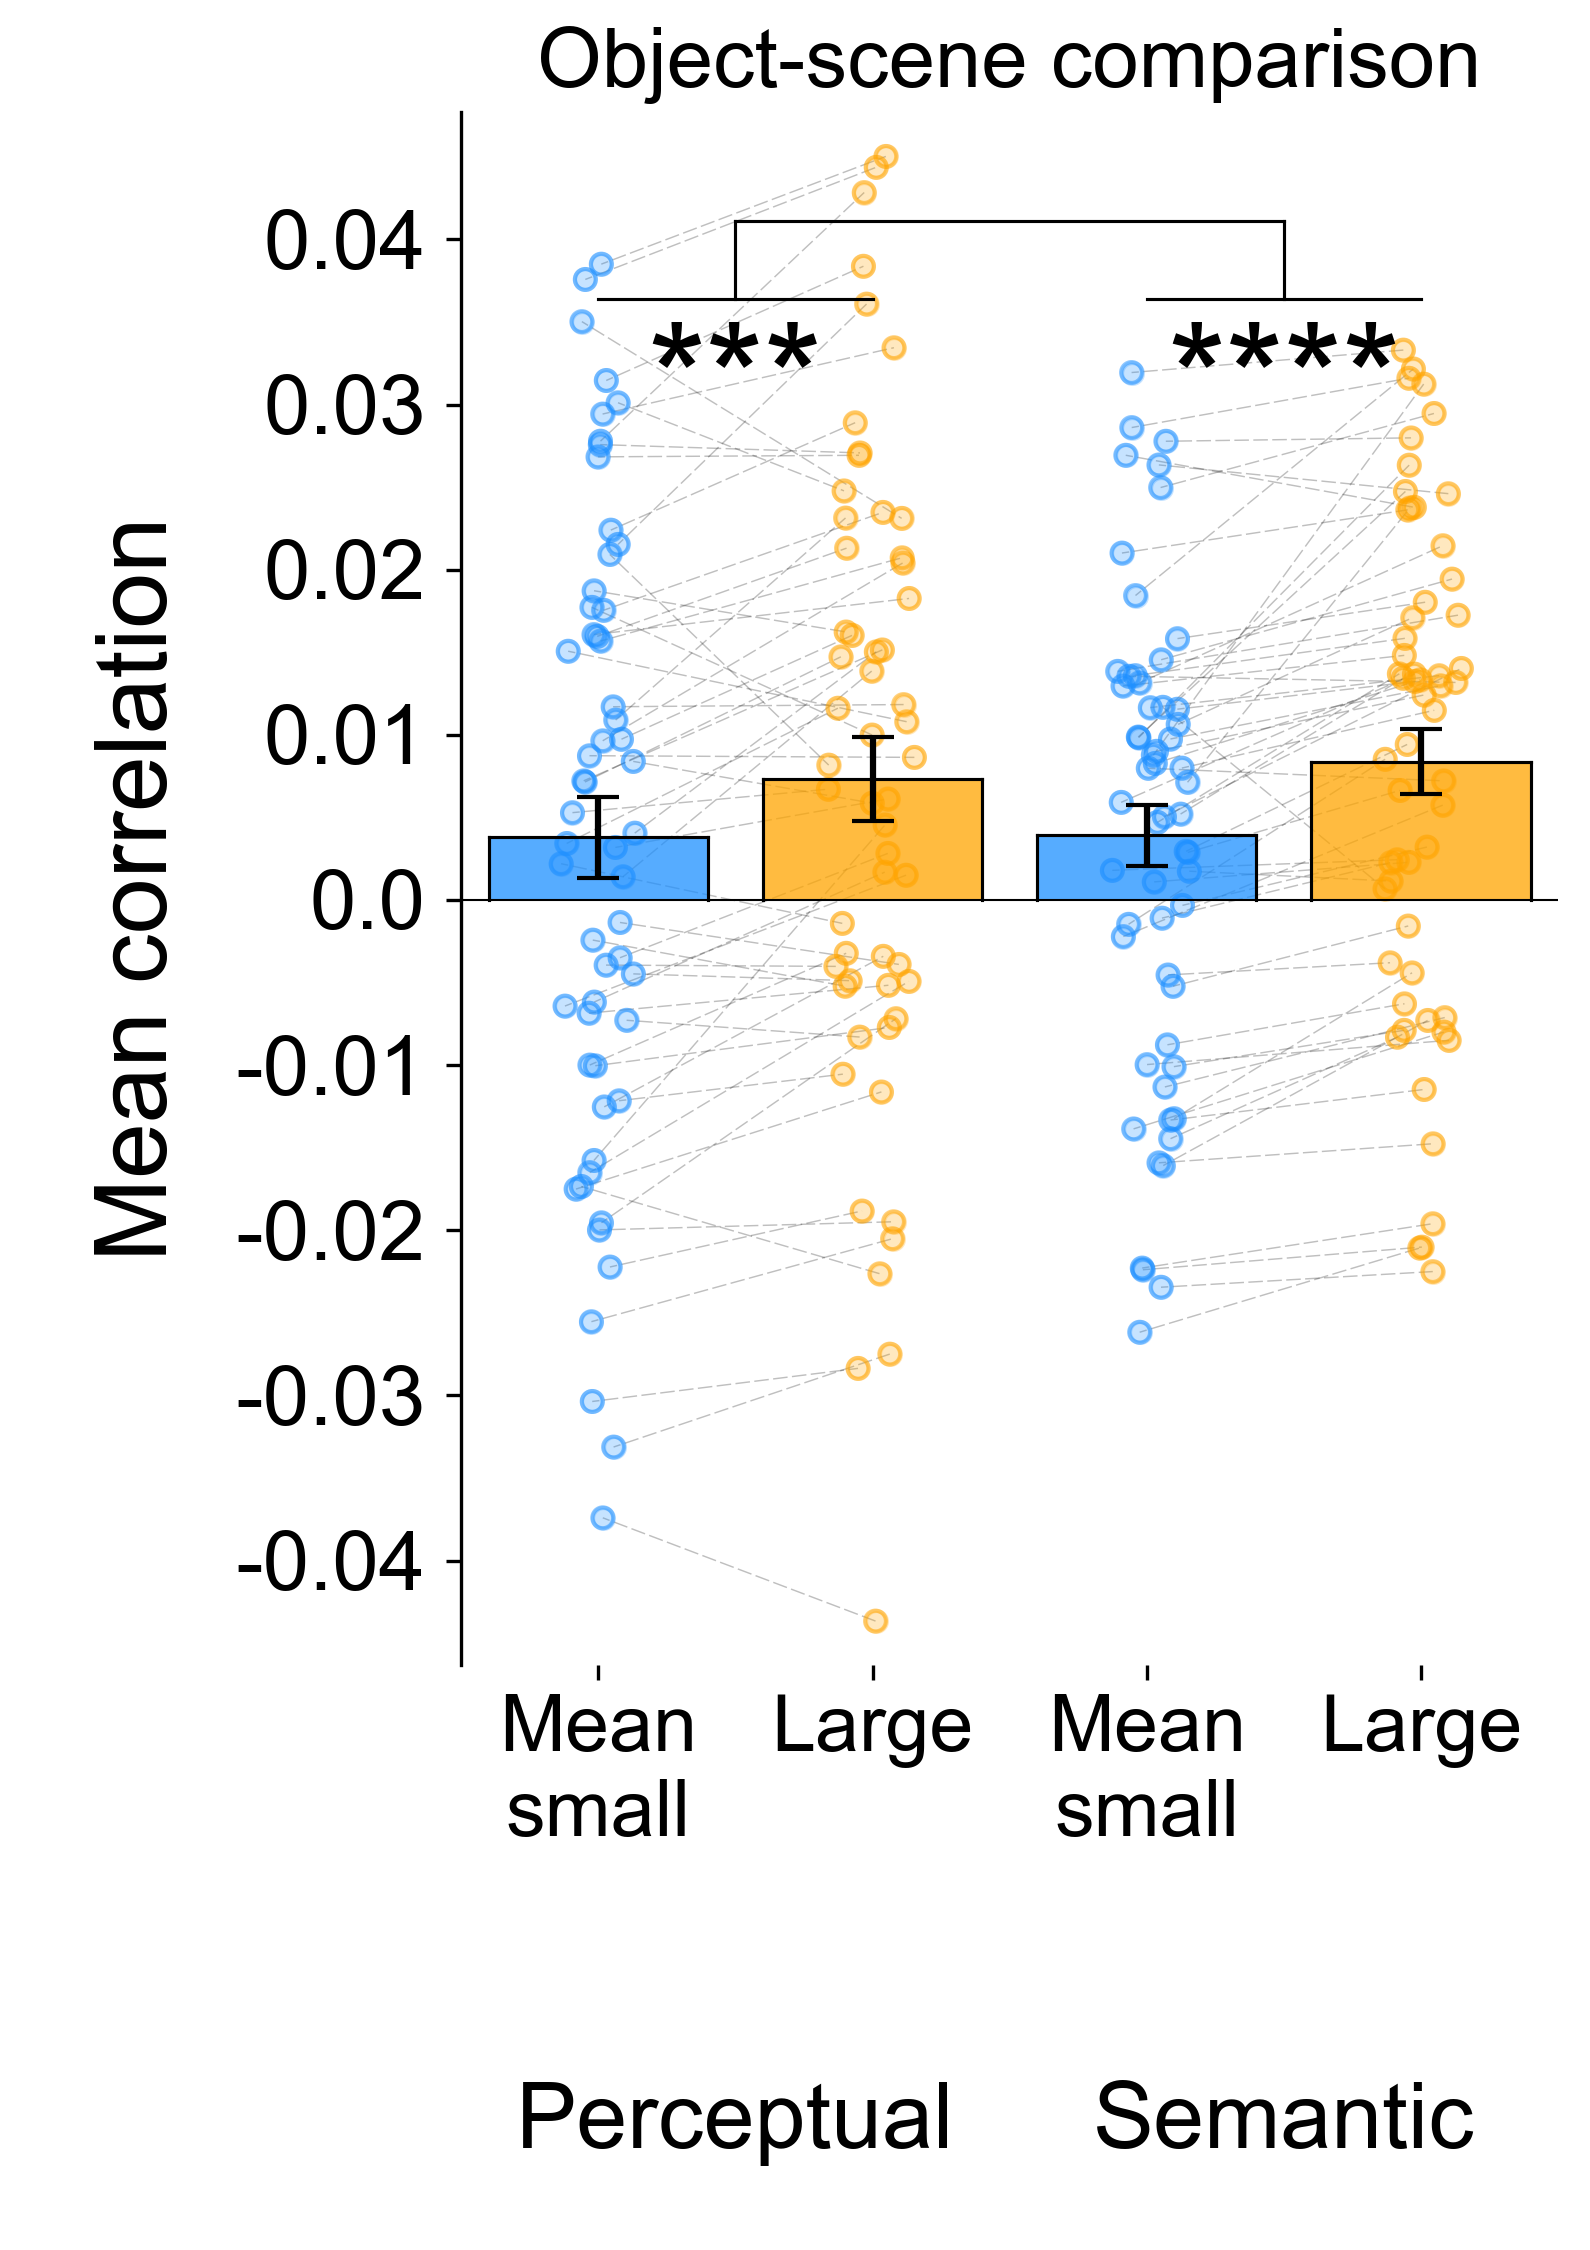 Object-scene comparison
Mean correlation
0.04
0.03
0.02
0.01
0.0
-0.01
-0.02
-0.03
-0.04
***
****
Mean small
Large
Mean small
Large
Perceptual
Semantic